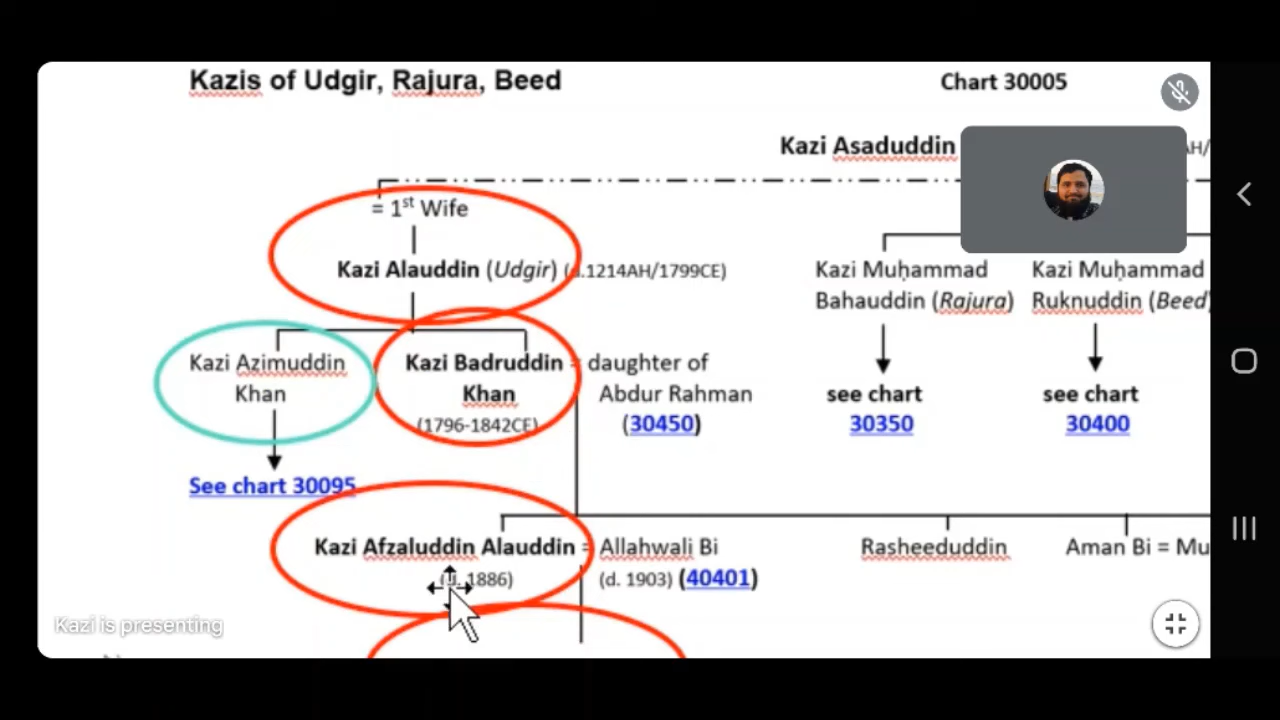 Kazis of Udgir, Rajura, Beed
Chart 30005
Kazi Asaduddin
= 1st Wife
Kazi Alauddin (Udgir) (d.1214AH/1799CE)
Kazi Muḥammad
Bahauddin (Rajura)
Kazi Muḥammad
Ruknuddin (Beed)
Kazi Azimuddin
Khan
Kazi Badruddin = daughter of
Khan Abdur Rahman
(1796-1842CE) (30450)
see chart
30350
see chart
30400
See chart 30095
Kazi Afzaluddin Alauddin = Allahwali Bi
(d. 1886) (d. 1903) (40401)
Rasheeduddin
Aman Bi = Mu
Kazi is presenting